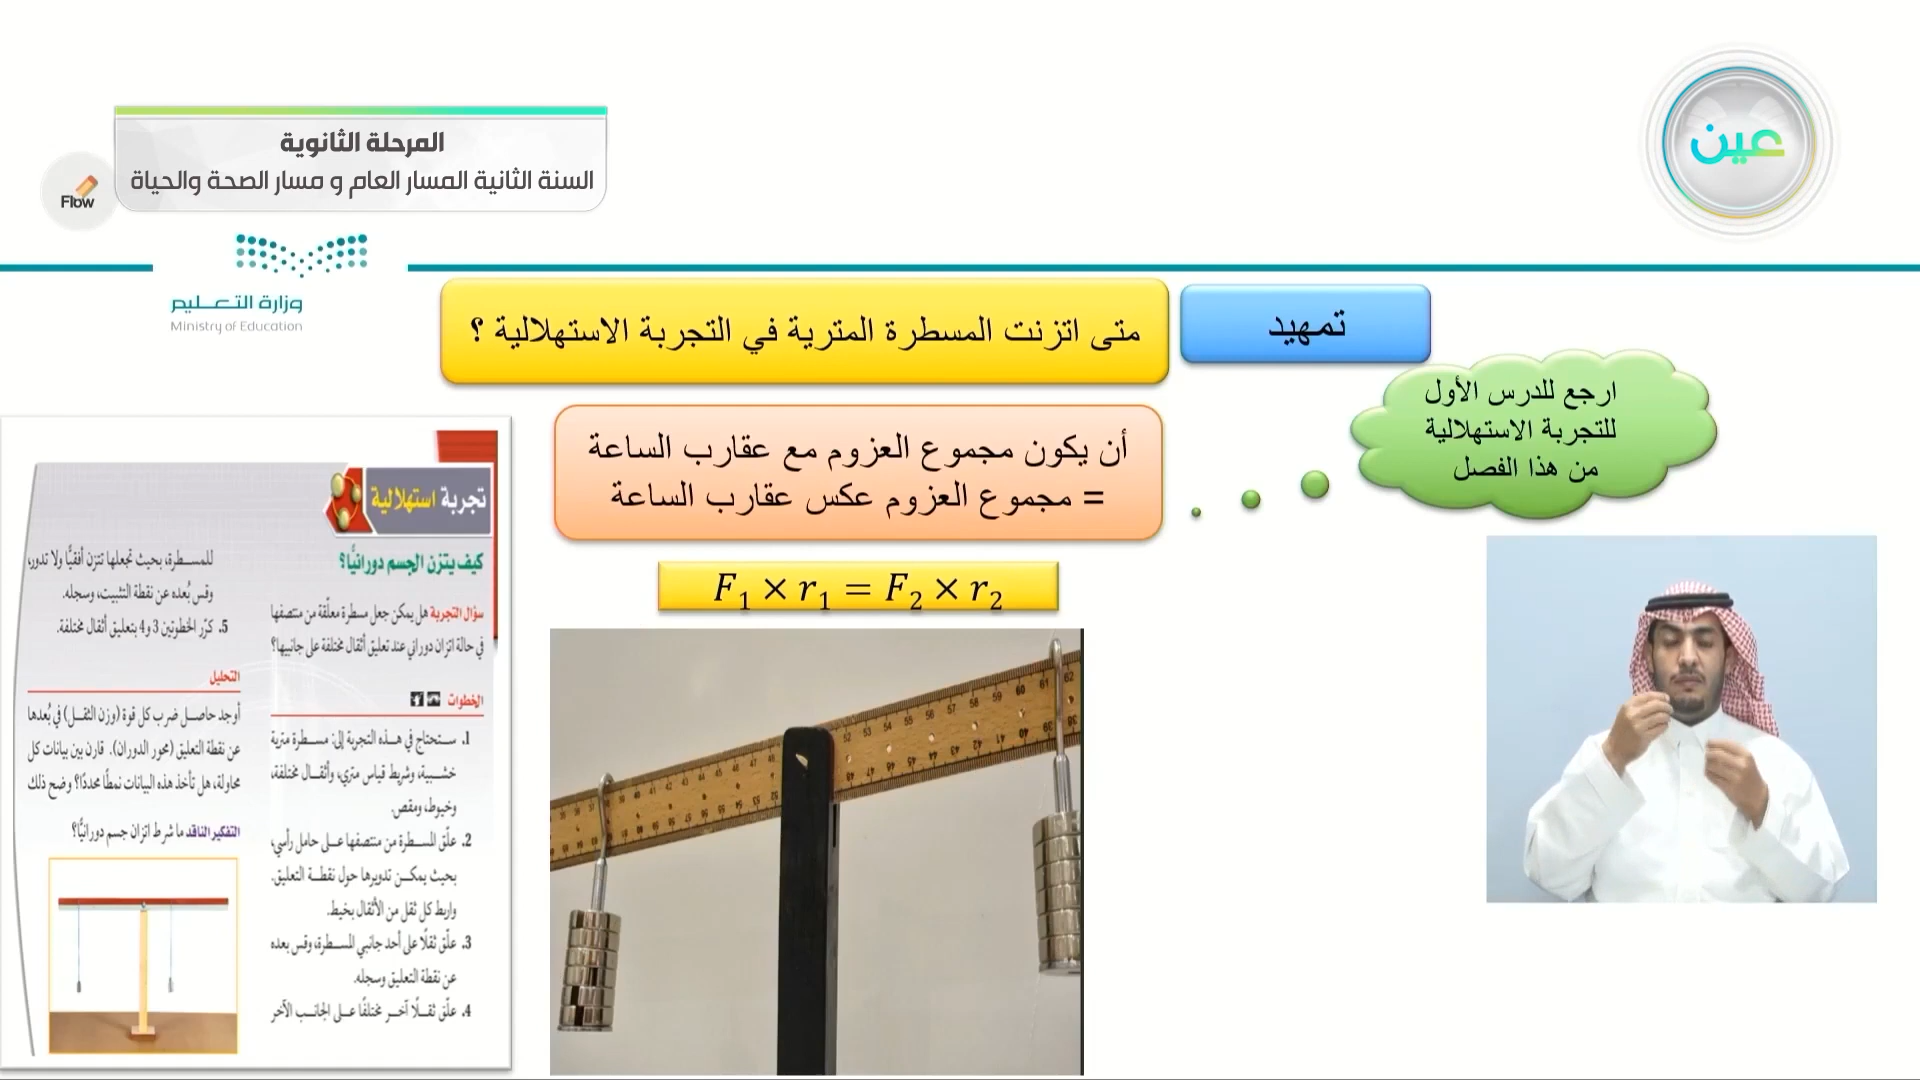 المرحلة الثانوية
السنة الثانية المسار العام و مسار الصحة والحياة
Flow
عين
وزارة التعليم
Ministry of Education
تمهيد
متى اتزنت المسطرة المترية في التجربة الاستهلالية ؟
ارجع للدرس الأول
للتجربة الاستهلالية
من هذا الفصل
أن يكون مجموع العزوم مع عقارب الساعة
= مجموع العزوم عكس عقارب الساعة
F₁ × r₁ = F₂ × r₂
تجربة استهلالية
كيف يتزن الجسم دورانيًّا؟
سؤال التجربة هل يمكن جعل مسطرة معلّقة من منتصفها
في حالة اتزان دوراني عند تعليق أثقال مختلفة على جانبيها؟
الخطوات
1. ستحتاج في هذه التجربة إلى: مسطرة مترية
خشبية، وشريط قياس متري، وأثقال مختلفة،
وخيوط، ومقص.
2. علّق المسطرة من منتصفها على حامل رأسي،
بحيث يمكن تدويرها حول نقطة التعليق.
واربط كل ثقل من الأثقال بخيط.
3. علّق ثقلًا على أحد جانبي المسطرة، وقس بعده
عن نقطة التعليق وسجله.
4. علّق ثقلًا آخر مختلفًا على الجانب الآخر
للمسطرة، بحيث تجعلها تتزن أفقيًّا ولا تدور،
وقس بُعده عن نقطة التثبيت، وسجله.
5. كرّر الخطوتين 3 و4 بتعليق أثقال مختلفة.
التحليل
أوجد حاصل ضرب كل قوة (وزن الثقل) في بُعدها
عن نقطة التعليق (محور الدوران). قارن بين بيانات كل
محاولة، هل تأخذ هذه البيانات نمطًا محددًا؟ وضح ذلك
التفكير الناقد ما شرط اتزان جسم دورانيًّا؟